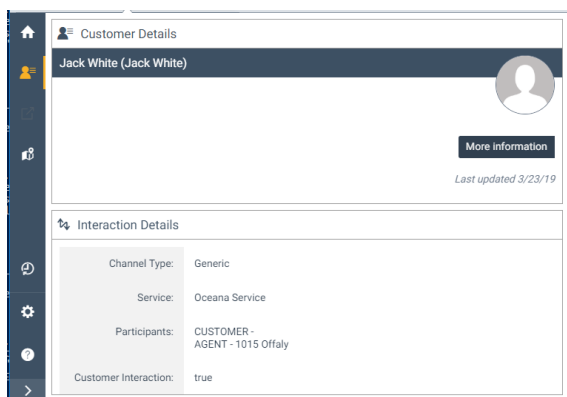 Customer Details
Jack White (Jack White)
More information
Last updated 3/23/19
Interaction Details
Channel Type: Generic
Service: Oceana Service
Participants: CUSTOMER -
AGENT - 1015 Offaly
Customer Interaction: true